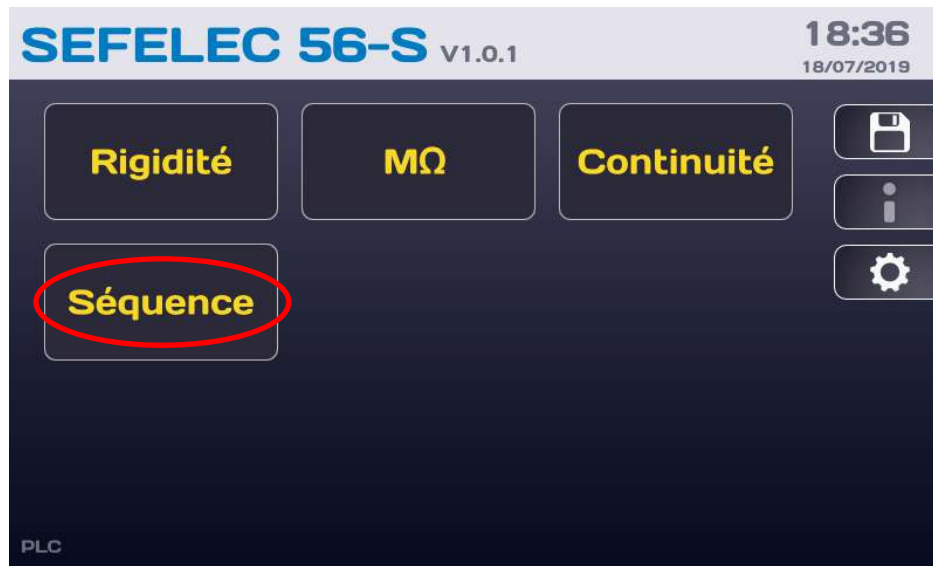 SEFELEC 56-S V1.0.1
18:36
18/07/2019
Rigidité
MΩ
Continuité
Séquence
PLC